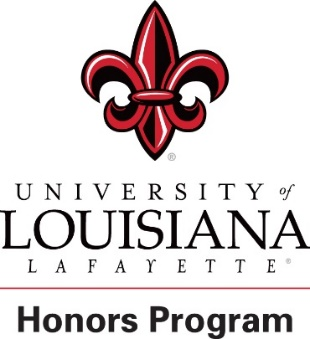 ®
UNIVERSITY of
LOUISIANA
LAFAYETTE®
Honors Program